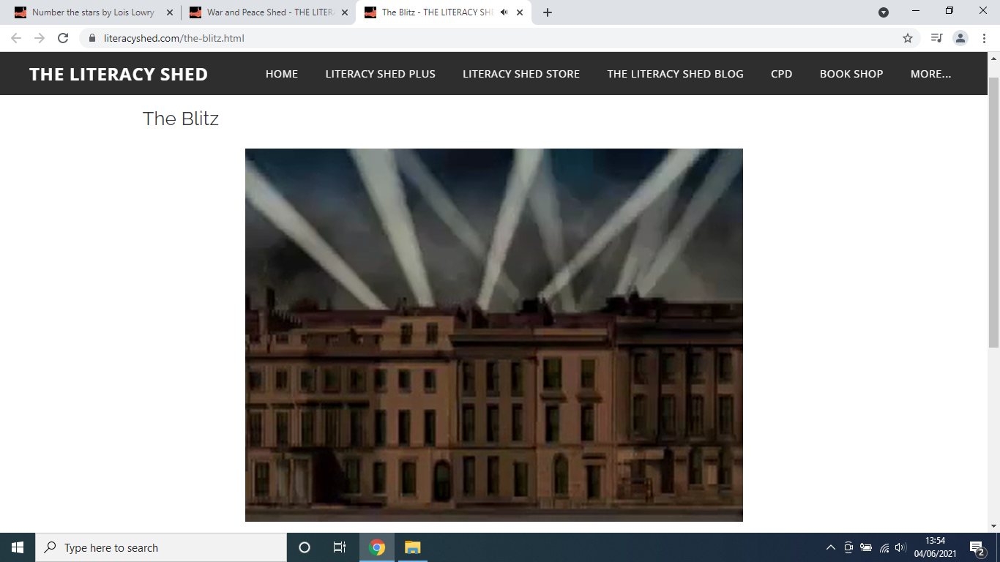 Number the stars by Lois Lowry
War and Peace Shed - THE LITER
The Blitz - THE LITERACY SHE
literacyshed.com/the-blitz.html
THE LITERACY SHED
HOME
LITERACY SHED PLUS
LITERACY SHED STORE
THE LITERACY SHED BLOG
CPD
BOOK SHOP
MORE...
The Blitz
Type here to search
13:54
04/06/2021
2